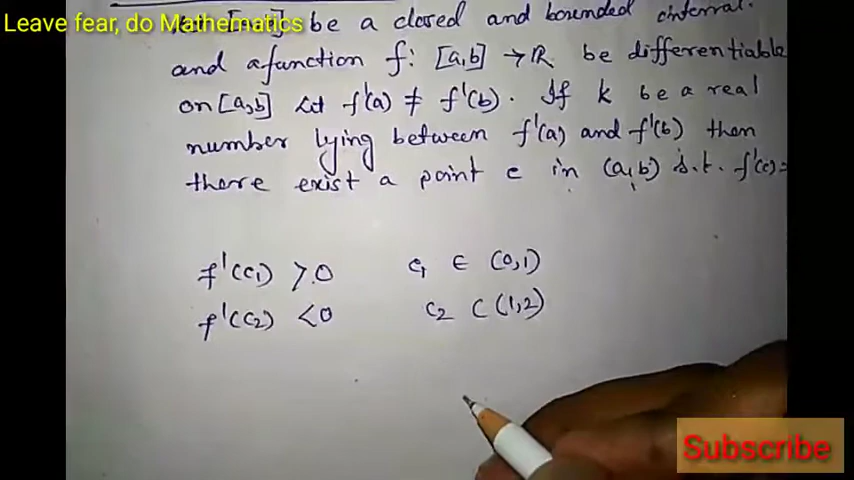 Leave fear, do Mathematics
be a closed and bounded interval.
and a function f: [a,b] → ℝ be differentiable
on [a,b] Let f'(a) ≠ f'(b). If k be a real
number lying between f'(a) and f'(b) then
there exist a point c in (a,b) s.t. f'(c)=
f'(c₁) > 0 c₁ ∈ (0,1)
f'(c₂) < 0 c₂ ⊂ (1,2)
Subscribe